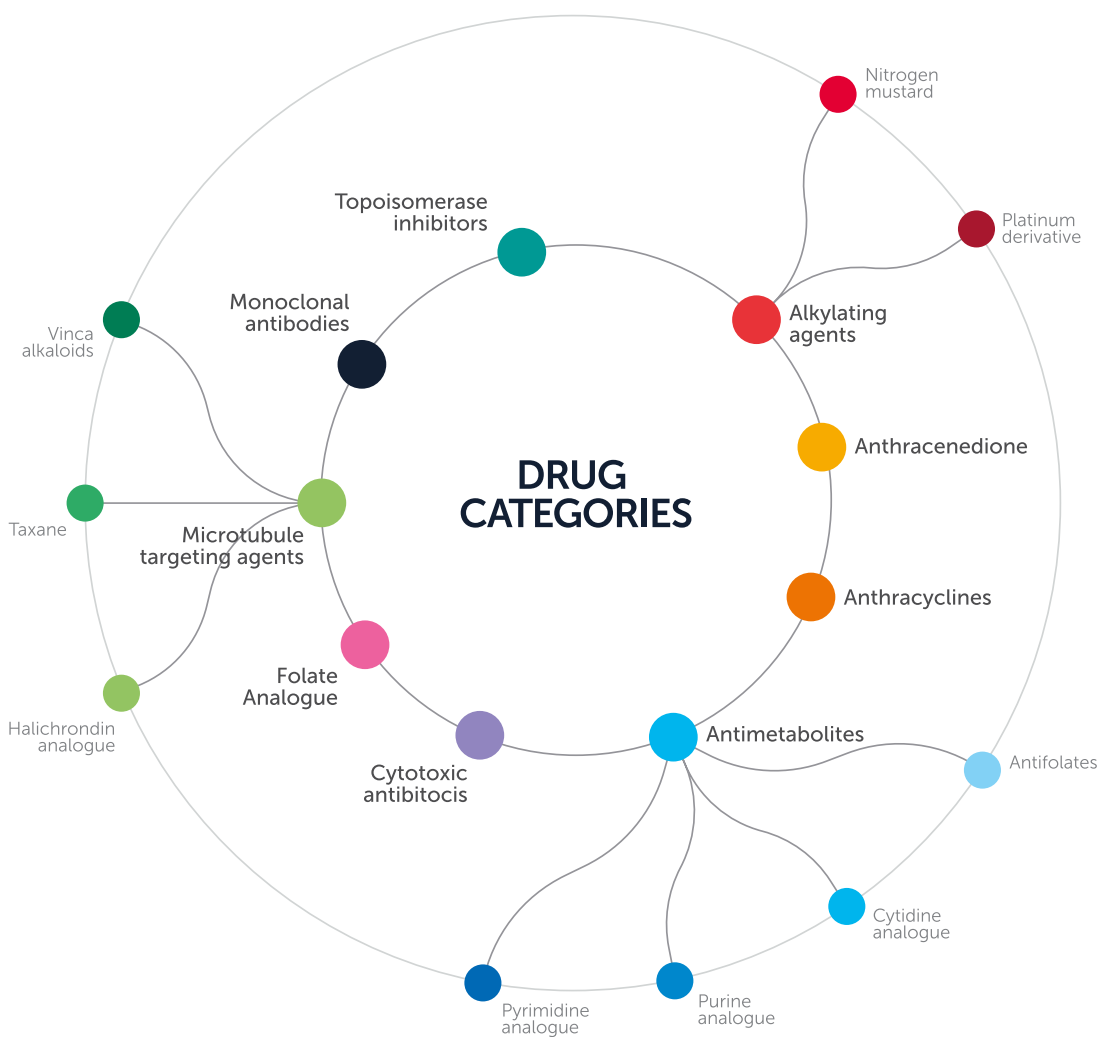 Nitrogen
mustard
Topoisomerase
inhibitors
Platinum
derivative
Monoclonal
antibodies
Alkylating
agents
Vinca
alkaloids
Anthracenedione
DRUG
CATEGORIES
Taxane
Microtubule
targeting agents
Anthracyclines
Folate
Analogue
Halichrondin
analogue
Antimetabolites
Antifolates
Cytotoxic
antibitocis
Cytidine
analogue
Pyrimidine
analogue
Purine
analogue